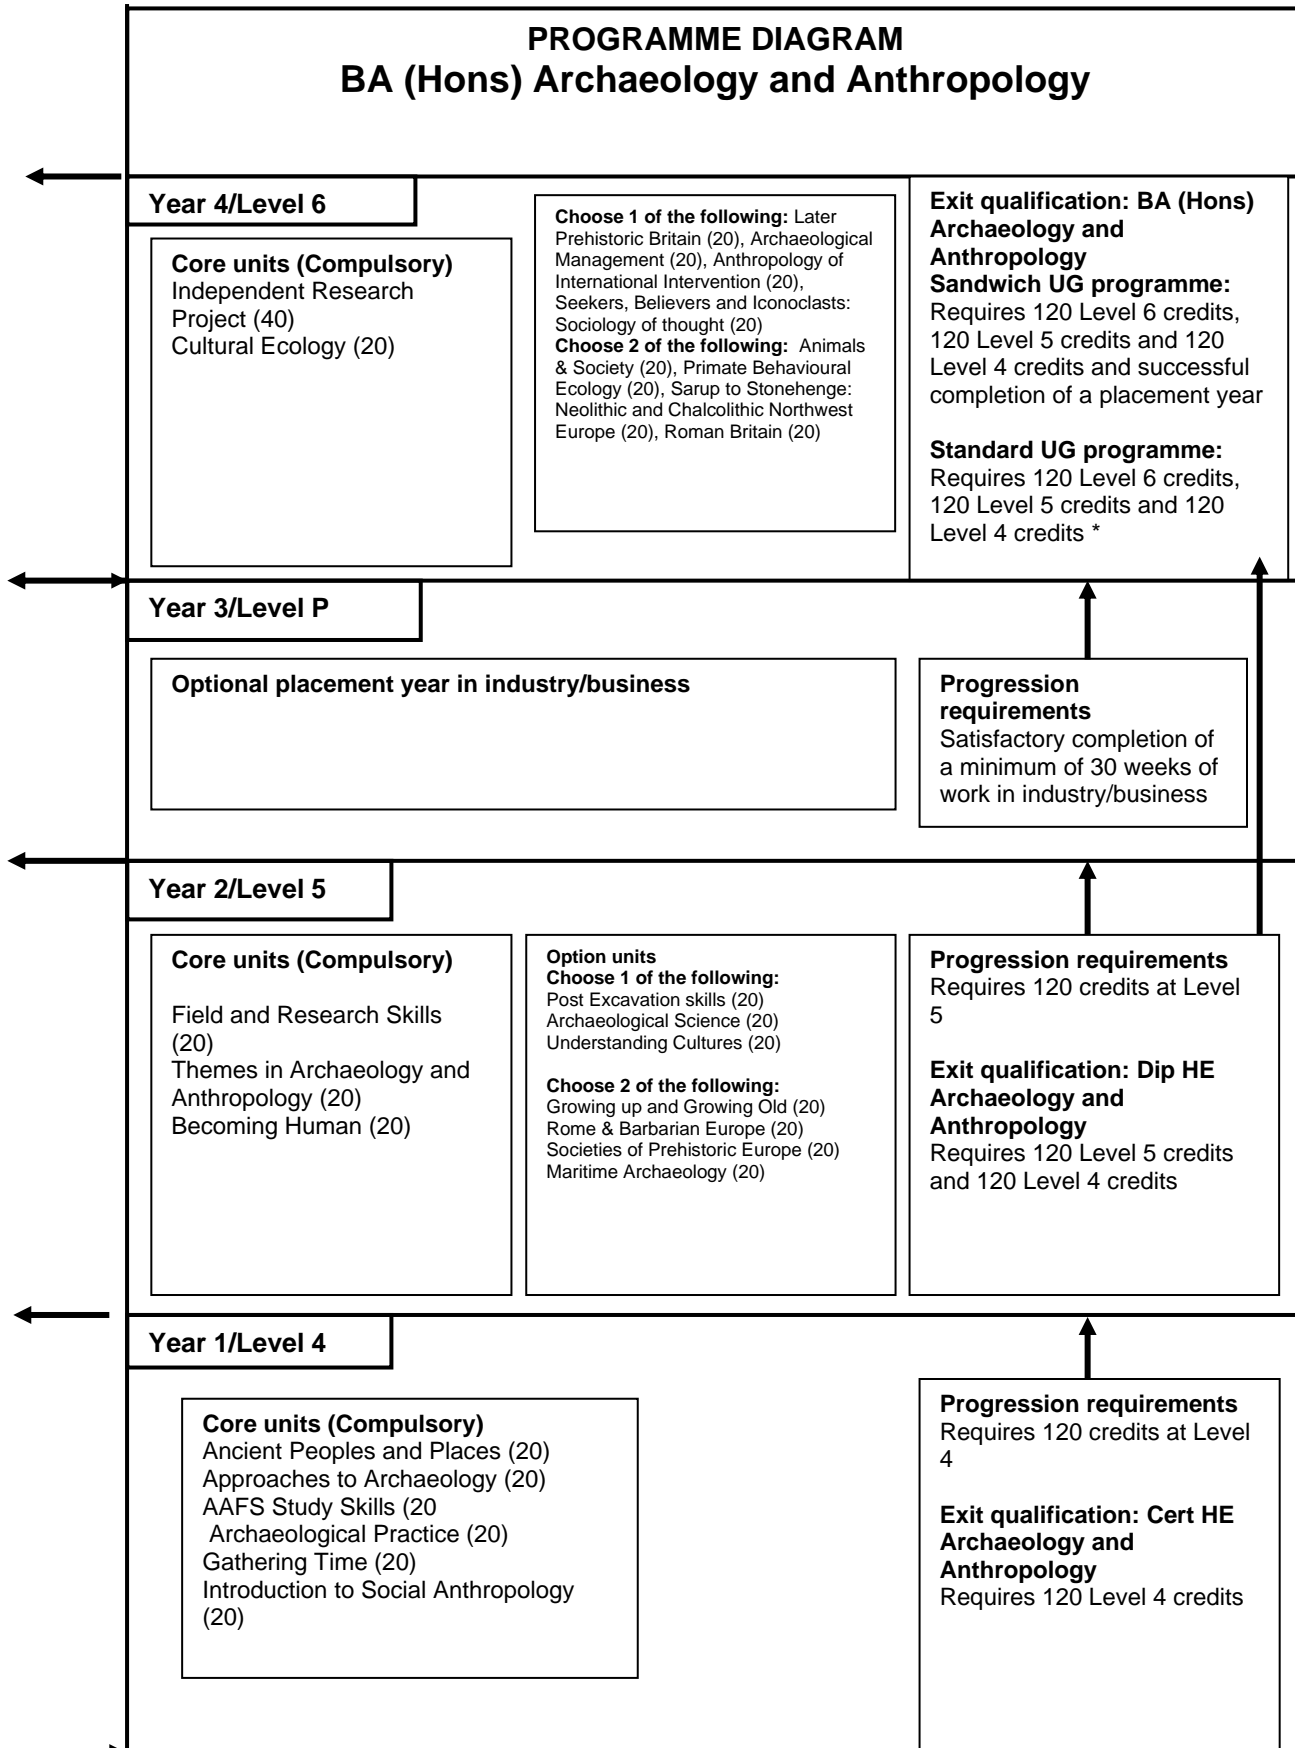 PROGRAMME DIAGRAM
BA (Hons) Archaeology and Anthropology
Year 4/Level 6
Core units (Compulsory)
Independent Research
Project (40)
Cultural Ecology (20)
Choose 1 of the following: Later
Prehistoric Britain (20), Archaeological
Management (20), Anthropology of
International Intervention (20),
Seekers, Believers and Iconoclasts:
Sociology of thought (20)
Choose 2 of the following:  Animals
& Society (20), Primate Behavioural
Ecology (20), Sarup to Stonehenge:
Neolithic and Chalcolithic Northwest
Europe (20), Roman Britain (20)
Exit qualification: BA (Hons)
Archaeology and
Anthropology
Sandwich UG programme:
Requires 120 Level 6 credits,
120 Level 5 credits and 120
Level 4 credits and successful
completion of a placement year
Standard UG programme:
Requires 120 Level 6 credits,
120 Level 5 credits and 120
Level 4 credits *
Year 3/Level P
Optional placement year in industry/business
Progression
requirements
Satisfactory completion of
a minimum of 30 weeks of
work in industry/business
Year 2/Level 5
Core units (Compulsory)
Field and Research Skills
(20)
Themes in Archaeology and
Anthropology (20)
Becoming Human (20)
Option units
Choose 1 of the following:
Post Excavation skills (20)
Archaeological Science (20)
Understanding Cultures (20)
Choose 2 of the following:
Growing up and Growing Old (20)
Rome & Barbarian Europe (20)
Societies of Prehistoric Europe (20)
Maritime Archaeology (20)
Progression requirements
Requires 120 credits at Level
5
Exit qualification: Dip HE
Archaeology and
Anthropology
Requires 120 Level 5 credits
and 120 Level 4 credits
Year 1/Level 4
Core units (Compulsory)
Ancient Peoples and Places (20)
Approaches to Archaeology (20)
AAFS Study Skills (20
Archaeological Practice (20)
Gathering Time (20)
Introduction to Social Anthropology
(20)
Progression requirements
Requires 120 credits at Level
4
Exit qualification: Cert HE
Archaeology and
Anthropology
Requires 120 Level 4 credits